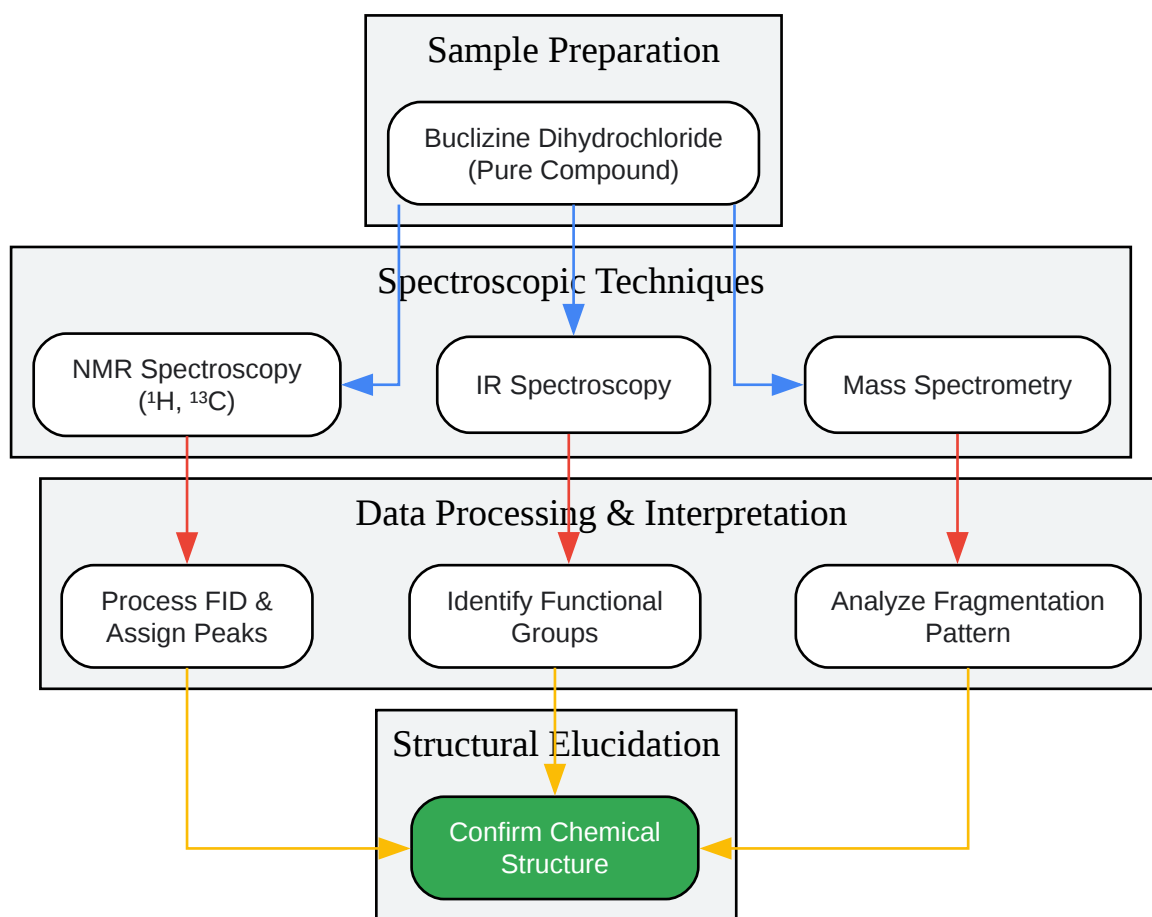 Sample Preparation
Buclizine Dihydrochloride
(Pure Compound)
Spectroscopic Techniques
NMR Spectroscopy
(¹H, ¹³C)
IR Spectroscopy
Mass Spectrometry
Data Processing & Interpretation
Process FID &
Assign Peaks
Identify Functional
Groups
Analyze Fragmentation
Pattern
Structural Elucidation
Confirm Chemical
Structure